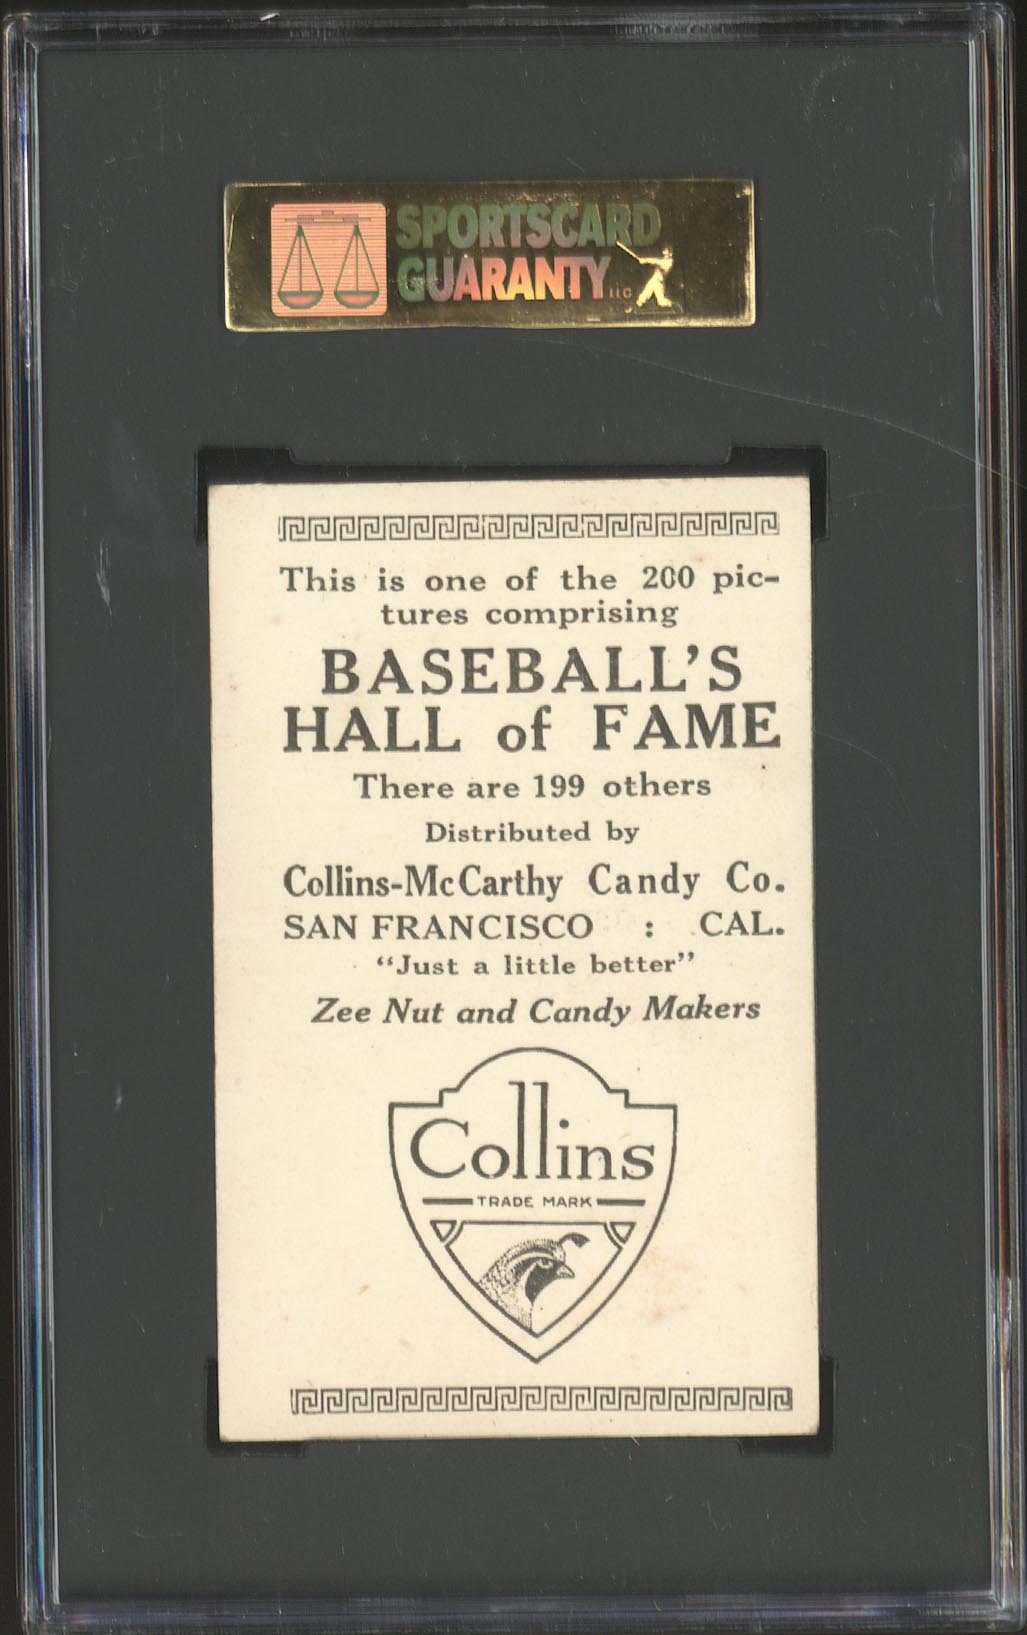 SPORTSCARD
GUARANTY LLC
This is one of the 200 pic-
tures comprising
BASEBALL'S
HALL of FAME
There are 199 others
Distributed by
Collins-McCarthy Candy Co.
SAN FRANCISCO : CAL.
"Just a little better"
Zee Nut and Candy Makers
Collins
TRADE MARK